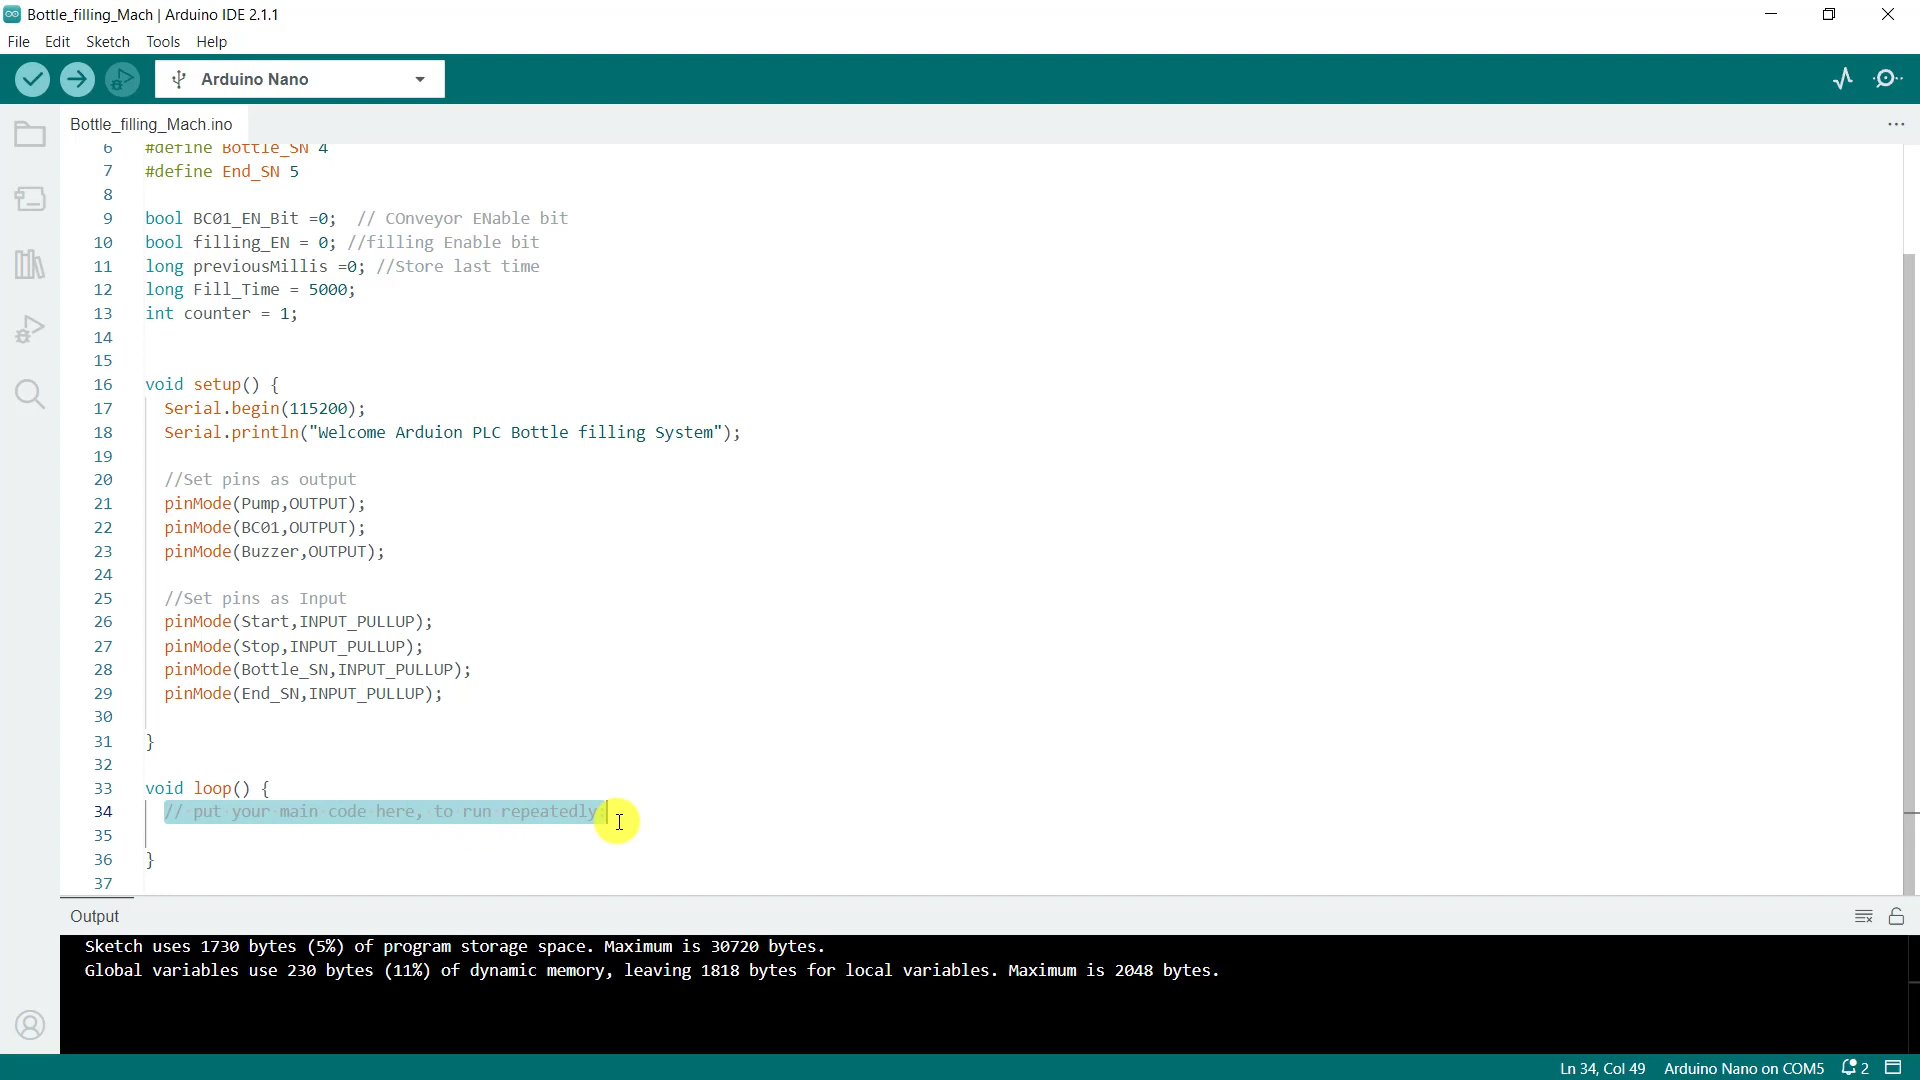 Bottle_filling_Mach | Arduino IDE 2.1.1
File Edit Sketch Tools Help
Arduino Nano
Bottle_filling_Mach.ino
6 #define Bottle_SN 4
7 #define End_SN 5
8
9 bool BC01_EN_Bit =0; // COnveyor ENable bit
10 bool filling_EN = 0; //filling Enable bit
11 long previousMillis =0; //Store last time
12 long Fill_Time = 5000;
13 int counter = 1;
14
15
16 void setup() {
17 Serial.begin(115200);
18 Serial.println("Welcome Arduion PLC Bottle filling System");
19
20 //Set pins as output
21 pinMode(Pump,OUTPUT);
22 pinMode(BC01,OUTPUT);
23 pinMode(Buzzer,OUTPUT);
24
25 //Set pins as Input
26 pinMode(Start,INPUT_PULLUP);
27 pinMode(Stop,INPUT_PULLUP);
28 pinMode(Bottle_SN,INPUT_PULLUP);
29 pinMode(End_SN,INPUT_PULLUP);
30
31 }
32
33 void loop() {
34 // put your main code here, to run repeatedly:
35
36 }
37
Output
Sketch uses 1730 bytes (5%) of program storage space. Maximum is 30720 bytes.
Global variables use 230 bytes (11%) of dynamic memory, leaving 1818 bytes for local variables. Maximum is 2048 bytes.
Ln 34, Col 49 Arduino Nano on COM5 2